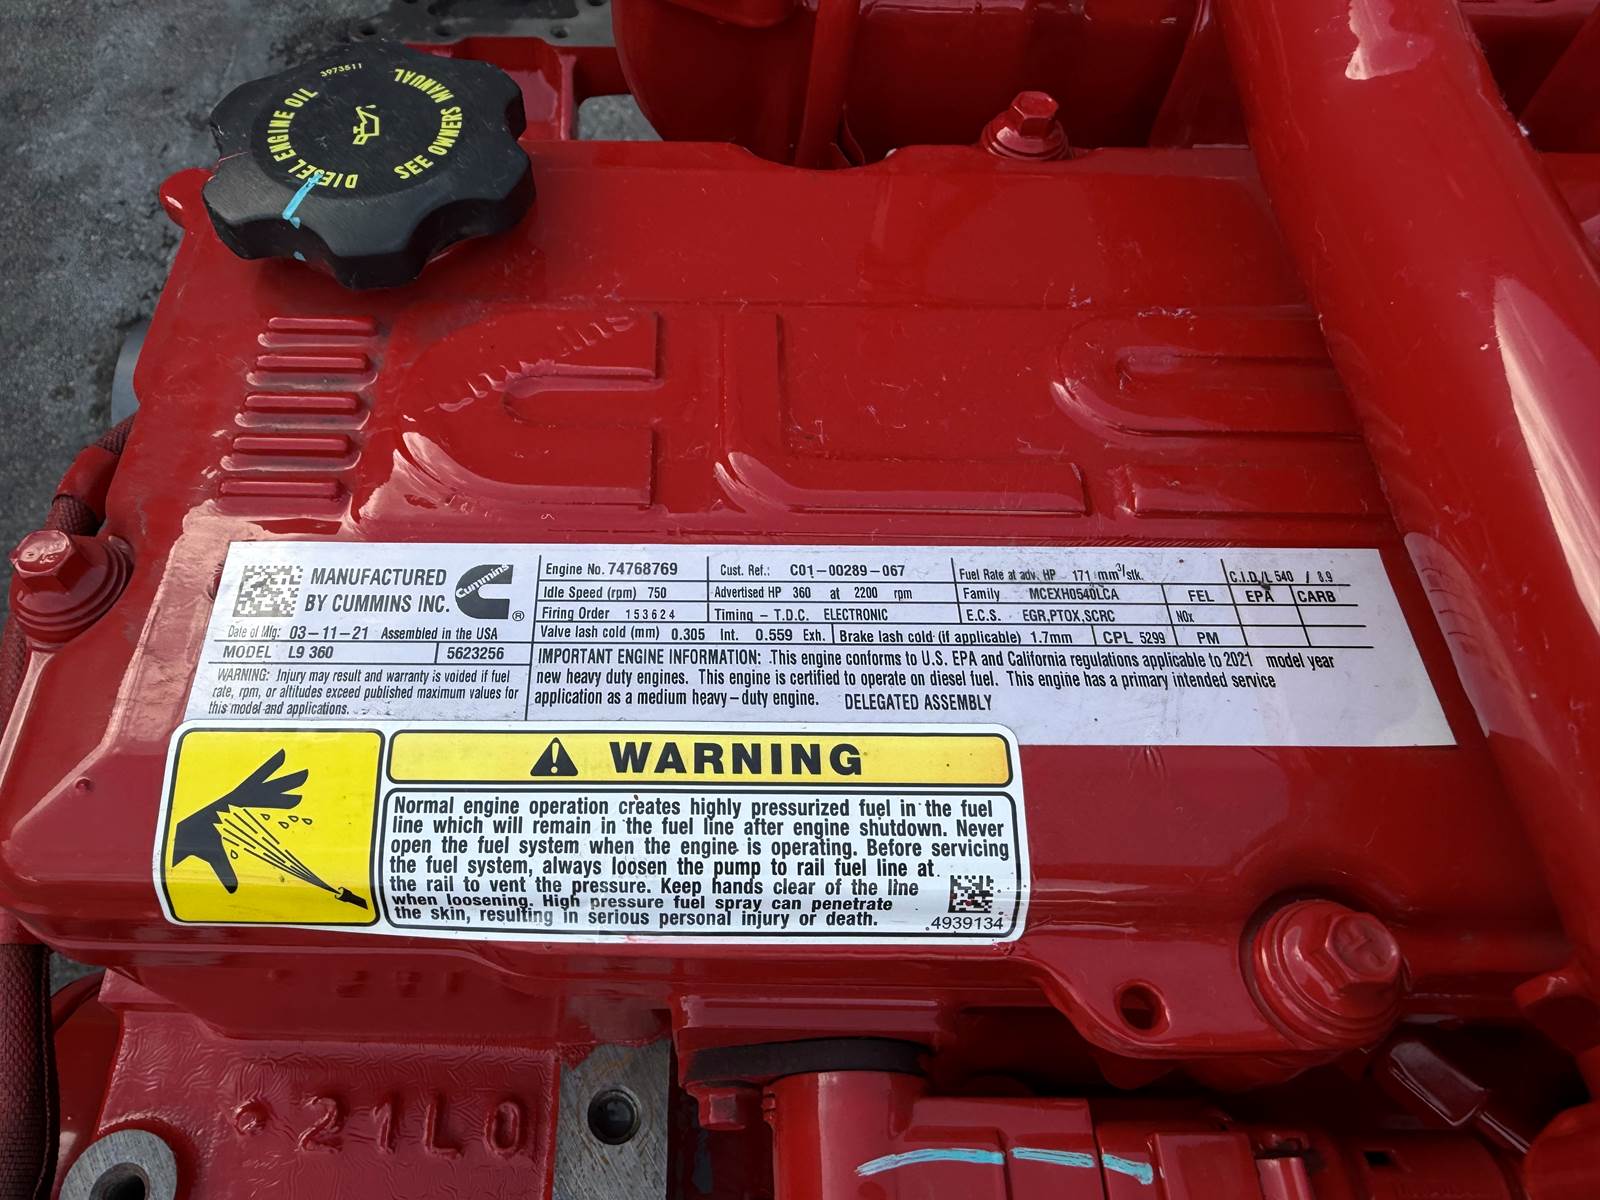 3973511
DIESEL ENGINE OIL
SEE OWNERS MANUAL
MANUFACTURED
BY CUMMINS INC.
Cummins
®
Date of Mfg: 03-11-21 Assembled in the USA
MODEL L9 360 5623256
WARNING: Injury may result and warranty is voided if fuel
rate, rpm, or altitudes exceed published maximum values for
this model and applications.
Engine No. 74768769 Cust. Ref.: C01-00289-067 Fuel Rate at adv. HP 171 mm³/stk. C.I.D./L 540 / 8.9
Idle Speed (rpm) 750 Advertised HP 360 at 2200 rpm Family MCEXH0540LCA FEL EPA CARB
Firing Order 153624 Timing - T.D.C. ELECTRONIC E.C.S. EGR,PTOX,SCRC NOx
Valve lash cold (mm) 0.305 Int. 0.559 Exh. Brake lash cold (if applicable) 1.7mm CPL 5299 PM
IMPORTANT ENGINE INFORMATION: This engine conforms to U.S. EPA and California regulations applicable to 2021 model year
new heavy duty engines. This engine is certified to operate on diesel fuel. This engine has a primary intended service
application as a medium heavy-duty engine. DELEGATED ASSEMBLY
WARNING
Normal engine operation creates highly pressurized fuel in the fuel
line which will remain in the fuel line after engine shutdown. Never
open the fuel system when the engine is operating. Before servicing
the fuel system, always loosen the pump to rail fuel line at
the rail to vent the pressure. Keep hands clear of the line
when loosening. High pressure fuel spray can penetrate
the skin, resulting in serious personal injury or death.
4939134
21L0